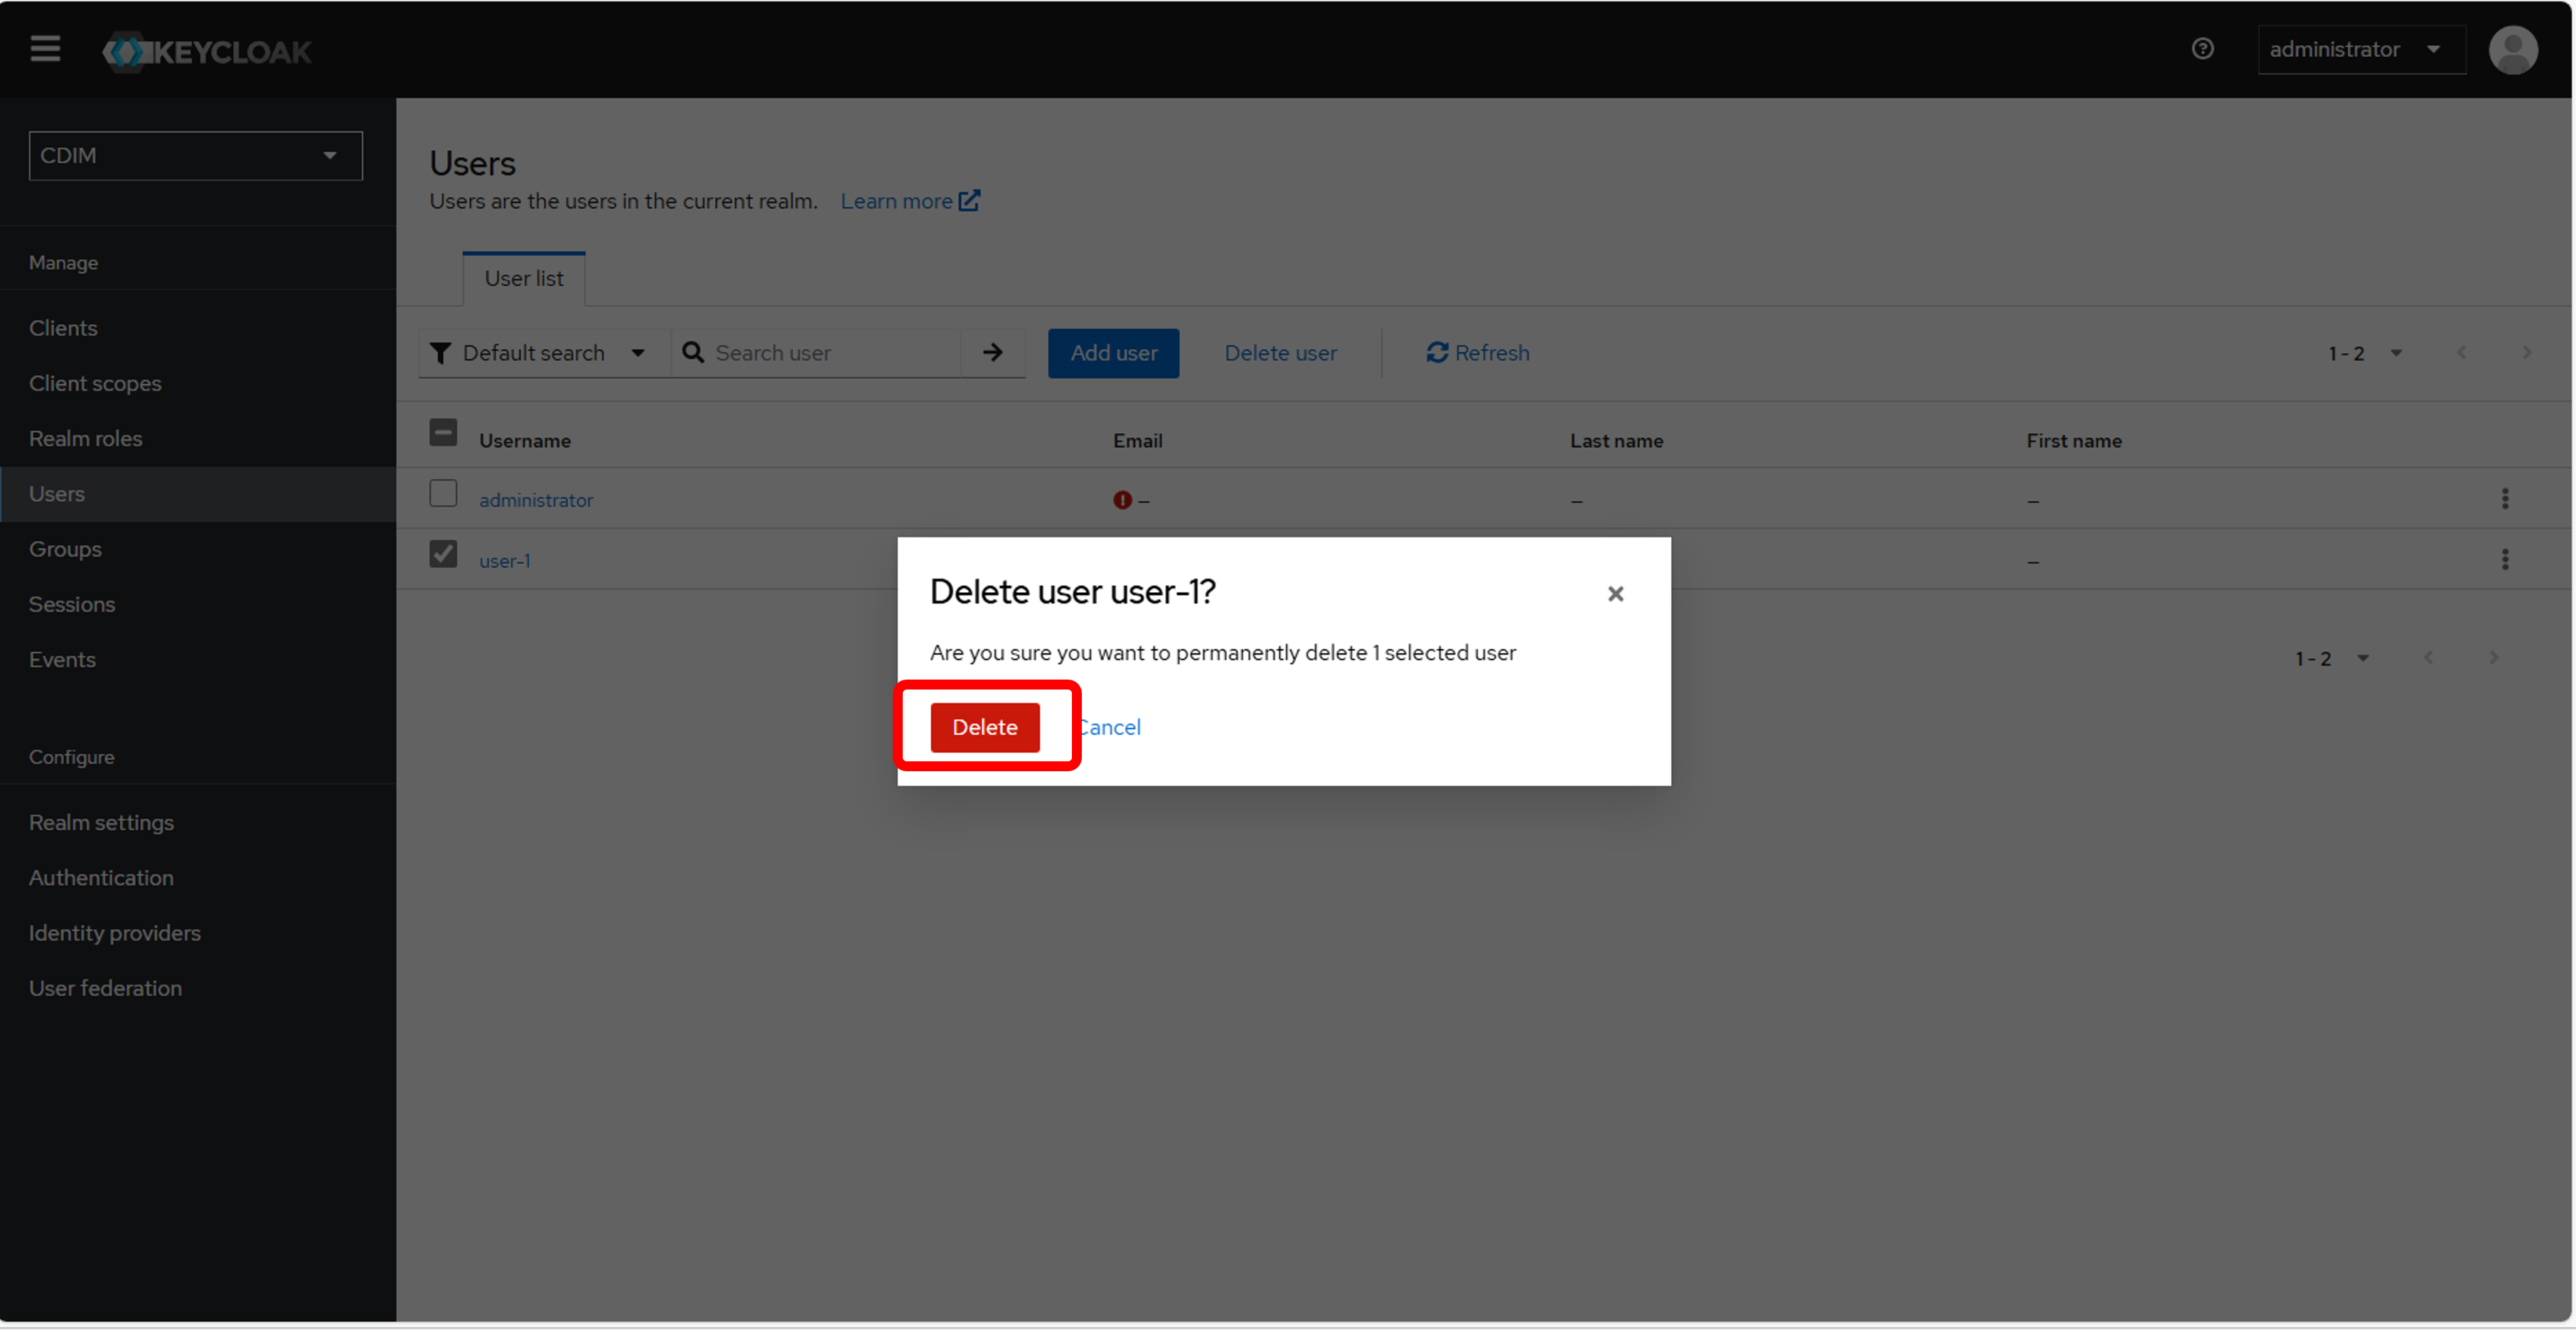 KEYCLOAK
administrator
CDIM
Manage
Clients
Client scopes
Realm roles
Users
Groups
Sessions
Events
Configure
Realm settings
Authentication
Identity providers
User federation
Users
Users are the users in the current realm. Learn more
User list
Default search Search user Add user Delete user Refresh 1 - 2
Username Email Last name First name
administrator – – –
user-1 –
1 - 2
Delete user user-1?
Are you sure you want to permanently delete 1 selected user
Delete Cancel